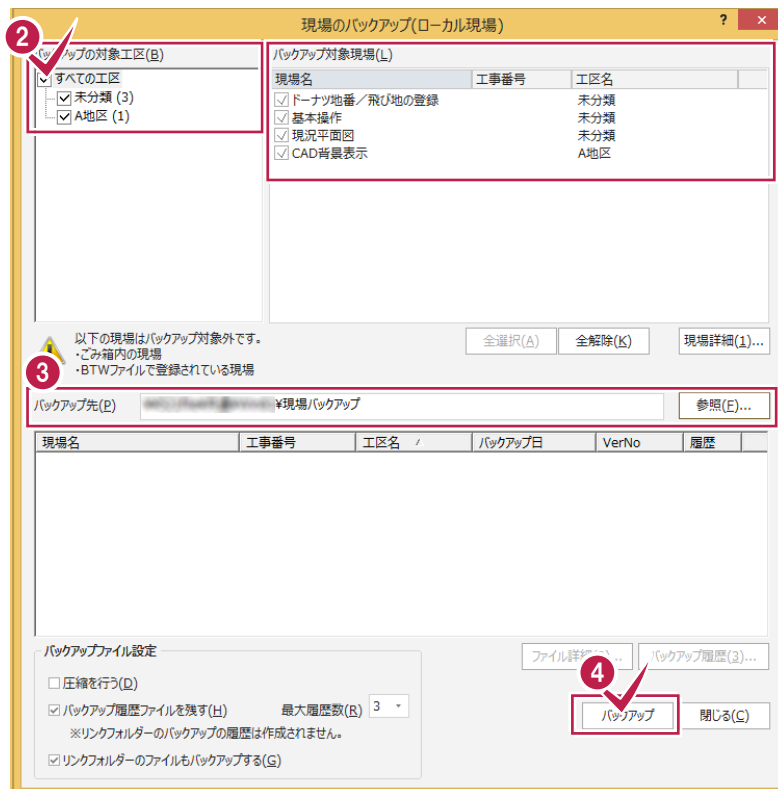 現場のバックアップ(ローカル現場)
? ×
2
バックアップの対象工区(B)
すべての工区
未分類 (3)
A地区 (1)
バックアップ対象現場(L)
現場名 工事番号 工区名
ドーナツ地番／飛び地の登録 未分類
基本操作 未分類
現況平面図 未分類
CAD背景表示 A地区
以下の現場はバックアップ対象外です。
・ごみ箱内の現場
・BTWファイルで登録されている現場
全選択(A) 全解除(K) 現場詳細(1)...
3
バックアップ先(P) ¥現場バックアップ 参照(F)...
現場名 工事番号 工区名 バックアップ日 VerNo 履歴
バックアップファイル設定
圧縮を行う(D)
バックアップ履歴ファイルを残す(H) 最大履歴数(R) 3
※リンクフォルダーのバックアップの履歴は作成されません。
リンクフォルダーのファイルもバックアップする(G)
ファイル詳細 バックアップ履歴(3)...
4
バックアップ 閉じる(C)